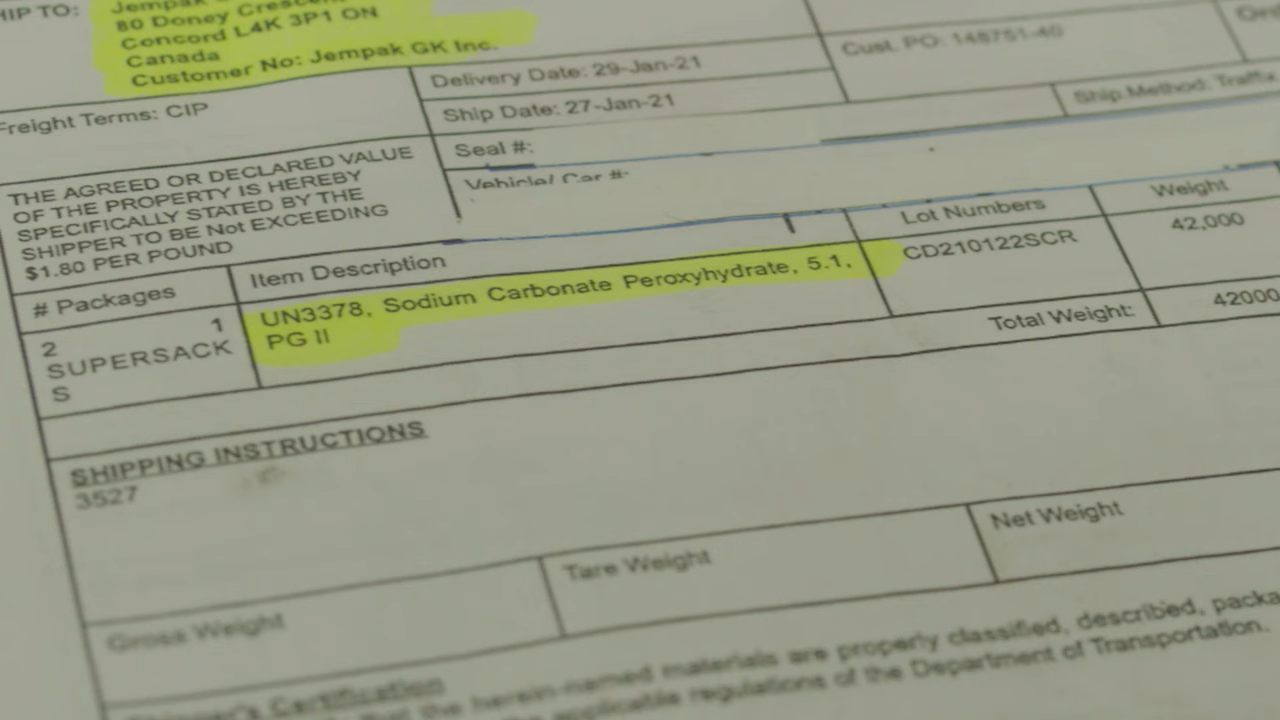 HIP TO:
Jempak
80 Doney Crescen
Concord L4K 3P1 ON
Canada
Customer No: Jempak GK Inc.
Cust. PO: 148751-40
Freight Terms: CIP
Delivery Date: 29-Jan-21
Ship Date: 27-Jan-21
Ship Method: Traffix
Seal #:
Vehicle/ Car #:
THE AGREED OR DECLARED VALUE
OF THE PROPERTY IS HEREBY
SPECIFICALLY STATED BY THE
SHIPPER TO BE Not EXCEEDING
$1.80 PER POUND
# Packages
Item Description
Lot Numbers
Weight
1
2
SUPERSACK
S
UN3378, Sodium Carbonate Peroxyhydrate, 5.1,
PG II
CD210122SCR
42,000
Total Weight:
42000
SHIPPING INSTRUCTIONS
3527
Gross Weight
Tare Weight
Net Weight
Shipper's Certification
that the herein-named materials are properly classified, described, packa
the applicable regulations of the Department of Transportation.